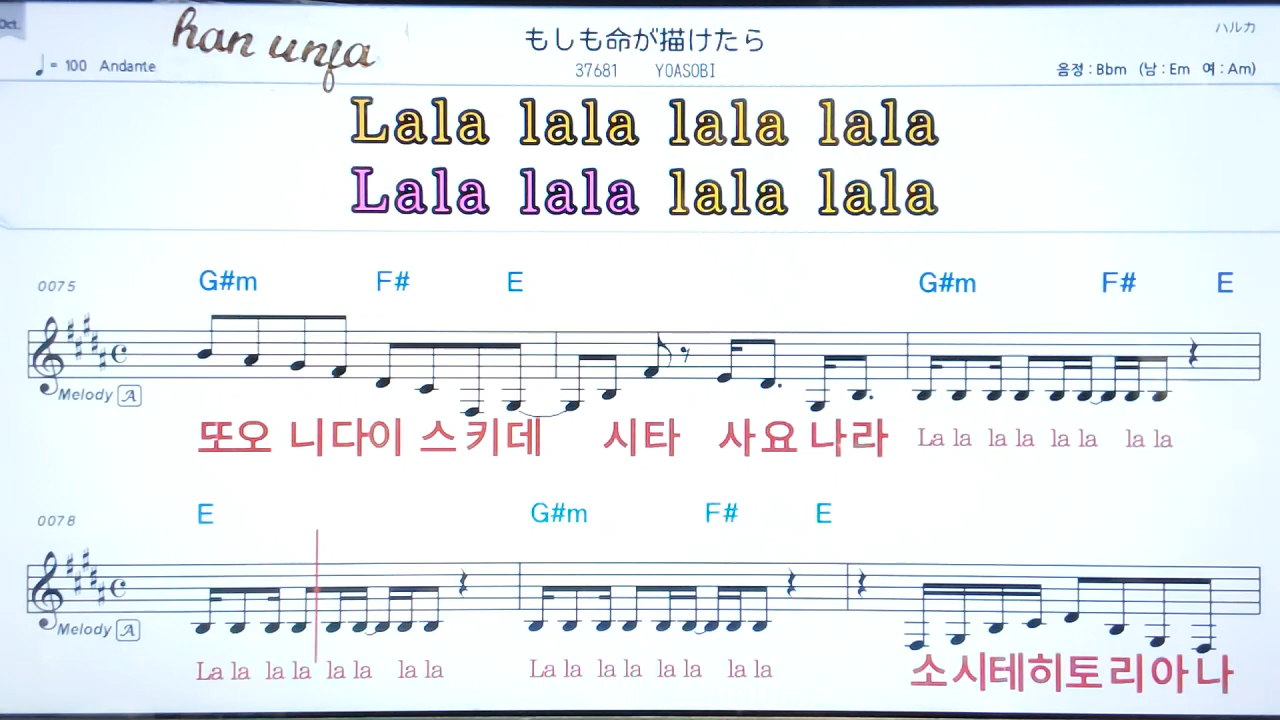 Oct.
han unfa
もしも命が描けたら
ハルカ
♩= 100 Andante
37681 YOASOBI
음정 : Bbm (남 : Em 여 : Am)
Lala lala lala lala
Lala lala lala lala
0075
G#m F# E G#m F# E
Melody A
또오 니다이 스키데 시타 사요나라 La la la la la la la la
0078
E G#m F# E
Melody A
La la la la la la la la La la la la la la la la 소시테히토리아나